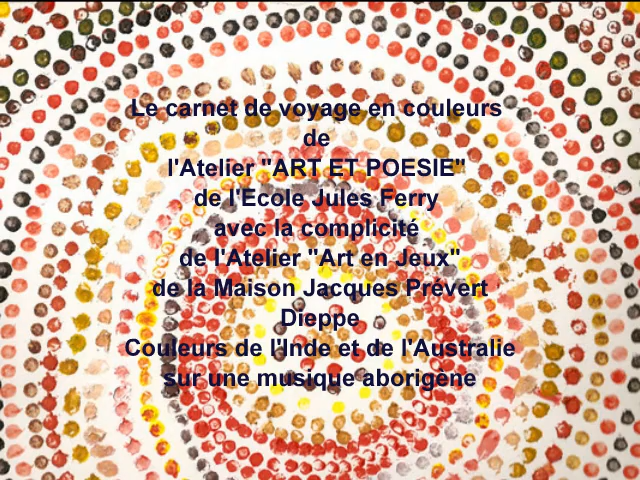 Le carnet de voyage en couleurs
de
l'Atelier "ART ET POESIE"
de l'Ecole Jules Ferry
avec la complicité
de l'Atelier "Art en Jeux"
de la Maison Jacques Prévert
Dieppe
Couleurs de l'Inde et de l'Australie
sur une musique aborigène